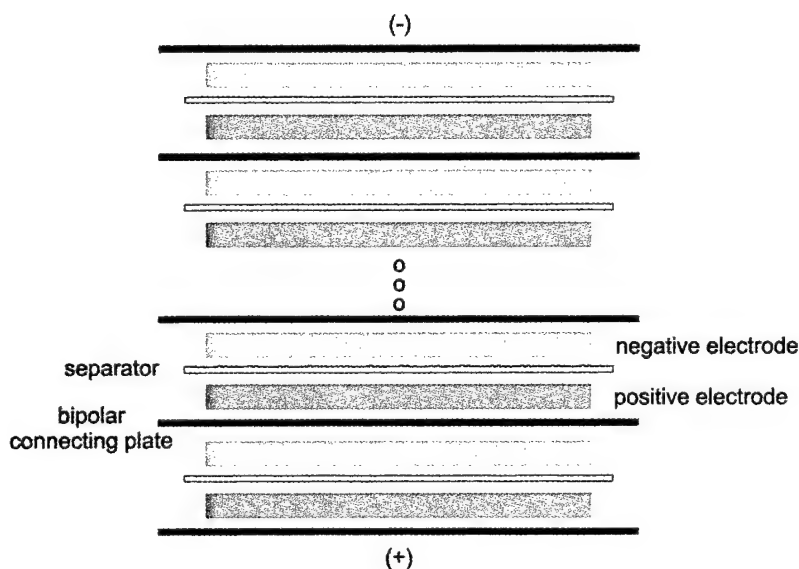 (-)
negative electrode
separator
positive electrode
bipolar
connecting plate
(+)